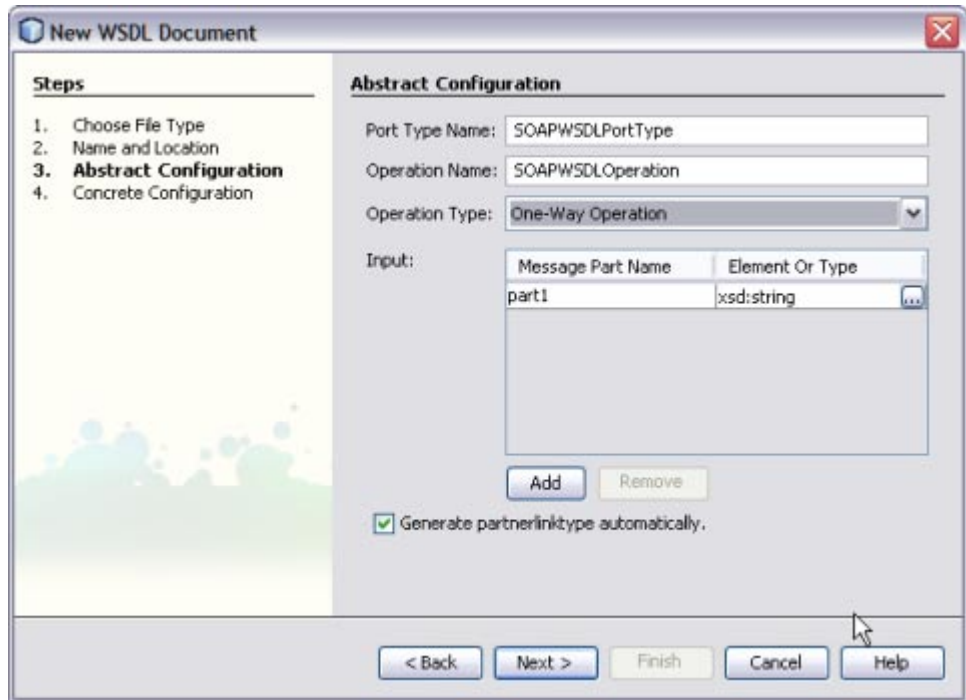 New WSDL Document
Steps
1. Choose File Type
2. Name and Location
3. Abstract Configuration
4. Concrete Configuration
Abstract Configuration
Port Type Name: SOAPWSDLPortType
Operation Name: SOAPWSDLOperation
Operation Type: One-Way Operation
Input:
Message Part Name Element Or Type
part1 xsd:string ...
Add Remove
Generate partnerlinktype automatically.
< Back Next > Finish Cancel Help